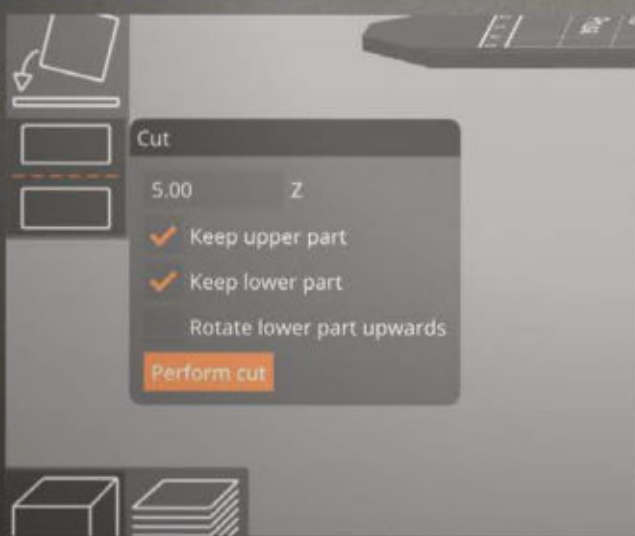 Cut
5.00 Z
Keep upper part
Keep lower part
Rotate lower part upwards
Perform cut